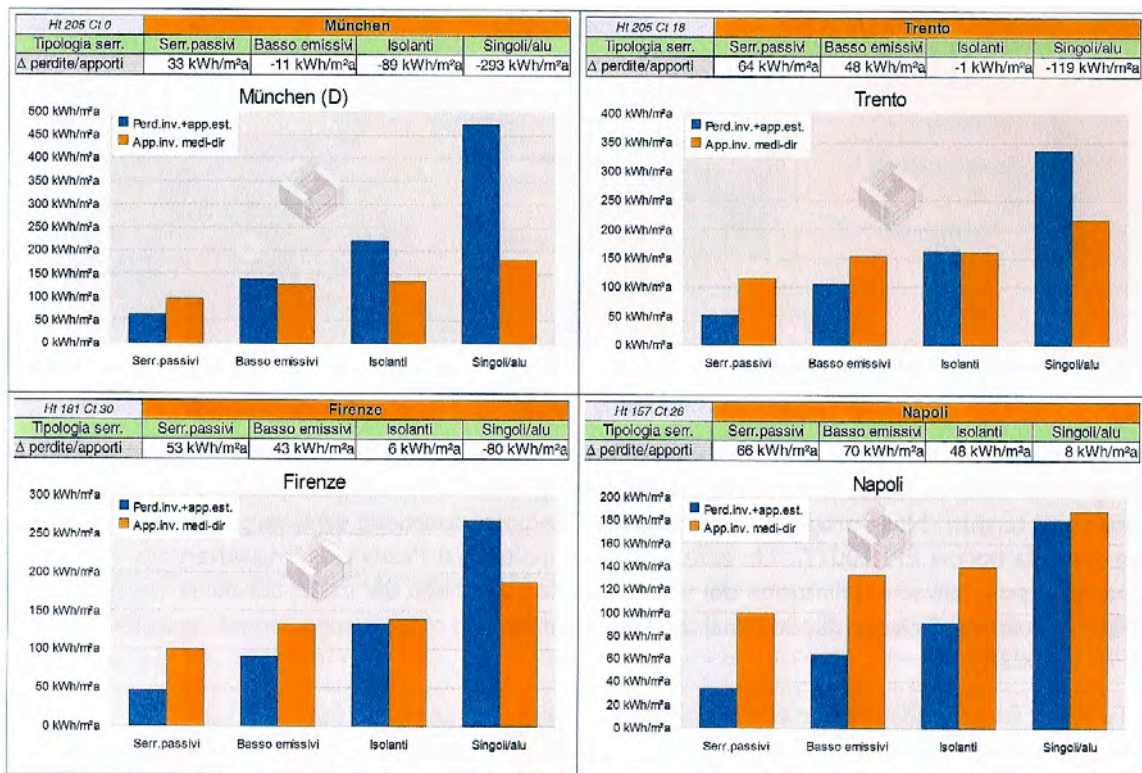 Ht 205 Ct 0 München
Tipologia serr. Serr.passivi Basso emissivi Isolanti Singoli/alu
Δ perdite/apporti 33 kWh/m²a -11 kWh/m²a -89 kWh/m²a -293 kWh/m²a
München (D)
500 kWh/m²a
450 kWh/m²a
400 kWh/m²a
350 kWh/m²a
300 kWh/m²a
250 kWh/m²a
200 kWh/m²a
150 kWh/m²a
100 kWh/m²a
50 kWh/m²a
0 kWh/m²a
Perd.inv.+app.est.
App.inv. medi-dir
Serr.passivi Basso emissivi Isolanti Singoli/alu
Ht 205 Ct 18 Trento
Tipologia serr. Serr.passivi Basso emissivi Isolanti Singoli/alu
Δ perdite/apporti 64 kWh/m²a 48 kWh/m²a -1 kWh/m²a -119 kWh/m²a
Trento
400 kWh/m²a
350 kWh/m²a
300 kWh/m²a
250 kWh/m²a
200 kWh/m²a
150 kWh/m²a
100 kWh/m²a
50 kWh/m²a
0 kWh/m²a
Perd.inv.+app.est.
App.inv. medi-dir
Serr.passivi Basso emissivi Isolanti Singoli/alu
Ht 181 Ct 30 Firenze
Tipologia serr. Serr.passivi Basso emissivi Isolanti Singoli/alu
Δ perdite/apporti 53 kWh/m²a 43 kWh/m²a 6 kWh/m²a -80 kWh/m²a
Firenze
300 kWh/m²a
250 kWh/m²a
200 kWh/m²a
150 kWh/m²a
100 kWh/m²a
50 kWh/m²a
0 kWh/m²a
Perd.inv.+app.est.
App.inv. medi-dir
Serr.passivi Basso emissivi Isolanti Singoli/alu
Ht 157 Ct 26 Napoli
Tipologia serr. Serr.passivi Basso emissivi Isolanti Singoli/alu
Δ perdite/apporti 66 kWh/m²a 70 kWh/m²a 48 kWh/m²a 8 kWh/m²a
Napoli
200 kWh/m²a
180 kWh/m²a
160 kWh/m²a
140 kWh/m²a
120 kWh/m²a
100 kWh/m²a
80 kWh/m²a
60 kWh/m²a
40 kWh/m²a
20 kWh/m²a
0 kWh/m²a
Perd.inv.+app.est.
App.inv. medi-dir
Serr.passivi Basso emissivi Isolanti Singoli/alu